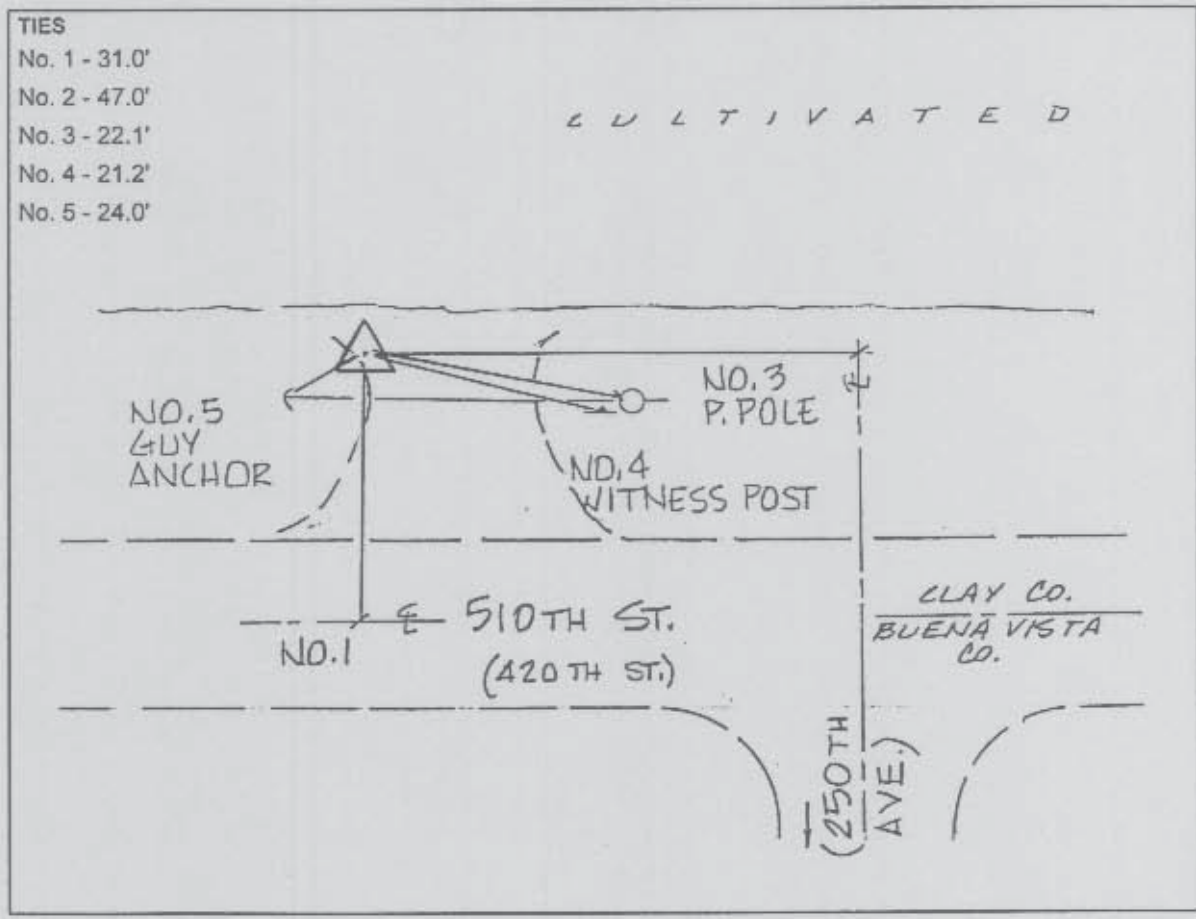 TIES
No. 1 - 31.0'
No. 2 - 47.0'
No. 3 - 22.1'
No. 4 - 21.2'
No. 5 - 24.0'
CULTIVATED
NO.5
GUY
ANCHOR
NO.3
P. POLE
℄
NO.4
WITNESS POST
NO.1
℄ 510TH ST.
(420TH ST.)
CLAY CO.
BUENA VISTA
CO.
(250TH
AVE.)